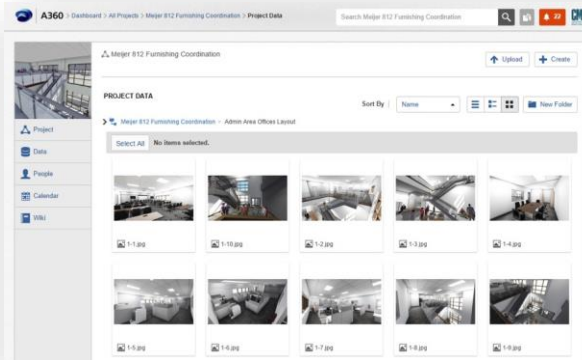 A360 > Dashboard > All Projects > Meijer 812 Furnishing Coordination > Project Data
Search Meijer 812 Furnishing Coordination
22
Meijer 812 Furnishing Coordination
Upload
Create
PROJECT DATA
Sort By
Name
New Folder
Meijer 812 Furnishing Coordination > Admin Area Offices Layout
Select All
No items selected.
Project
Data
People
Calendar
Wiki
1-1.jpg
1-10.jpg
1-2.jpg
1-3.jpg
1-4.jpg
1-5.jpg
1-6.jpg
1-7.jpg
1-8.jpg
1-9.jpg